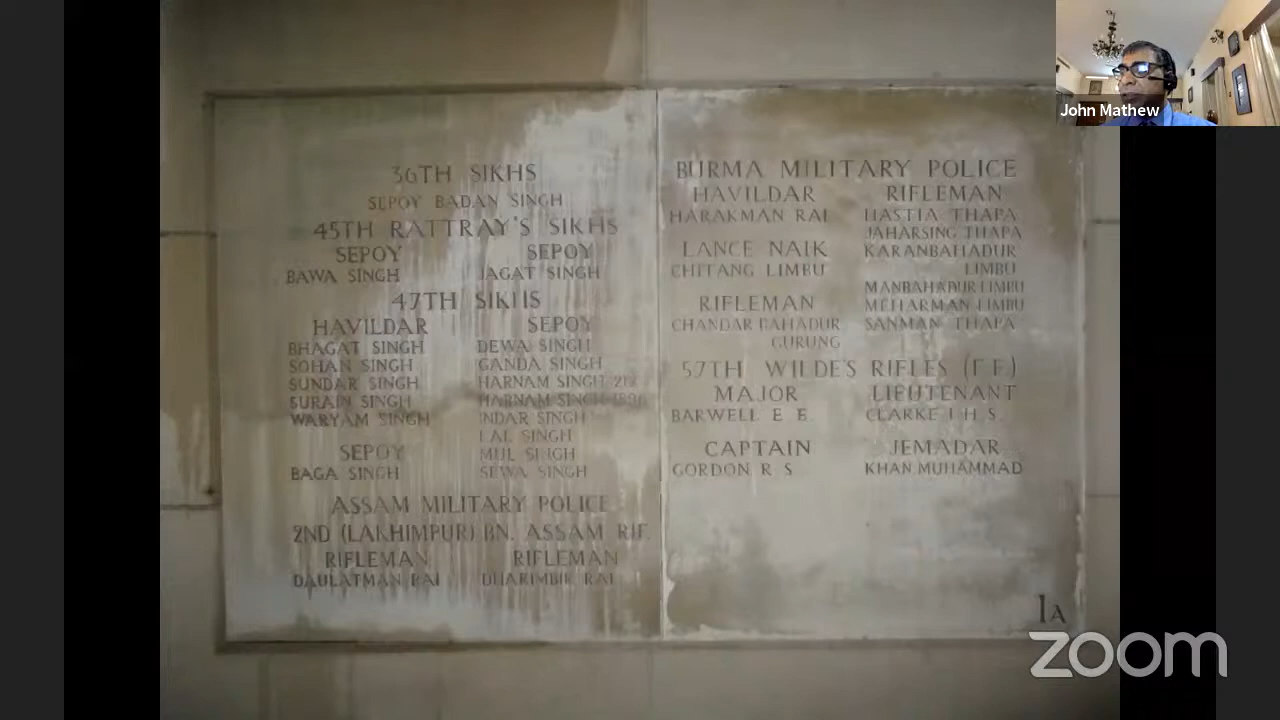 36TH SIKHS
SEPOY BADAN SINGH
45TH RATTRAY'S SIKHS
SEPOY SEPOY
BAWA SINGH JAGAT SINGH
47TH SIKHS
HAVILDAR SEPOY
BHAGAT SINGH DEWA SINGH
SOHAN SINGH GANDA SINGH
SUNDAR SINGH HARNAM SINGH
SURAIN SINGH HARNAM SINGH
WARYAM SINGH INDAR SINGH
LAL SINGH
SEPOY MUL SINGH
BAGA SINGH SEWA SINGH
ASSAM MILITARY POLICE
2ND (LAKHIMPUR) BN. ASSAM RIF.
RIFLEMAN RIFLEMAN
DAULATMAN RAI DHARIMBIR RAI
BURMA MILITARY POLICE
HAVILDAR RIFLEMAN
HARAKMAN RAI HASTIA THAPA
JAHARSING THAPA
LANCE NAIK KARANBAHADUR
CHITANG LIMBU LIMBU
MANBAHADUR LIMBU
RIFLEMAN MEHARMAN LIMBU
CHANDAR BAHADUR SANMAN THAPA
GURUNG
57TH WILDE'S RIFLES (F F)
MAJOR LIEUTENANT
BARWELL E E. CLARKE I H S.
CAPTAIN JEMADAR
GORDON R S KHAN MUHAMMAD
1A
John Mathew
zoom